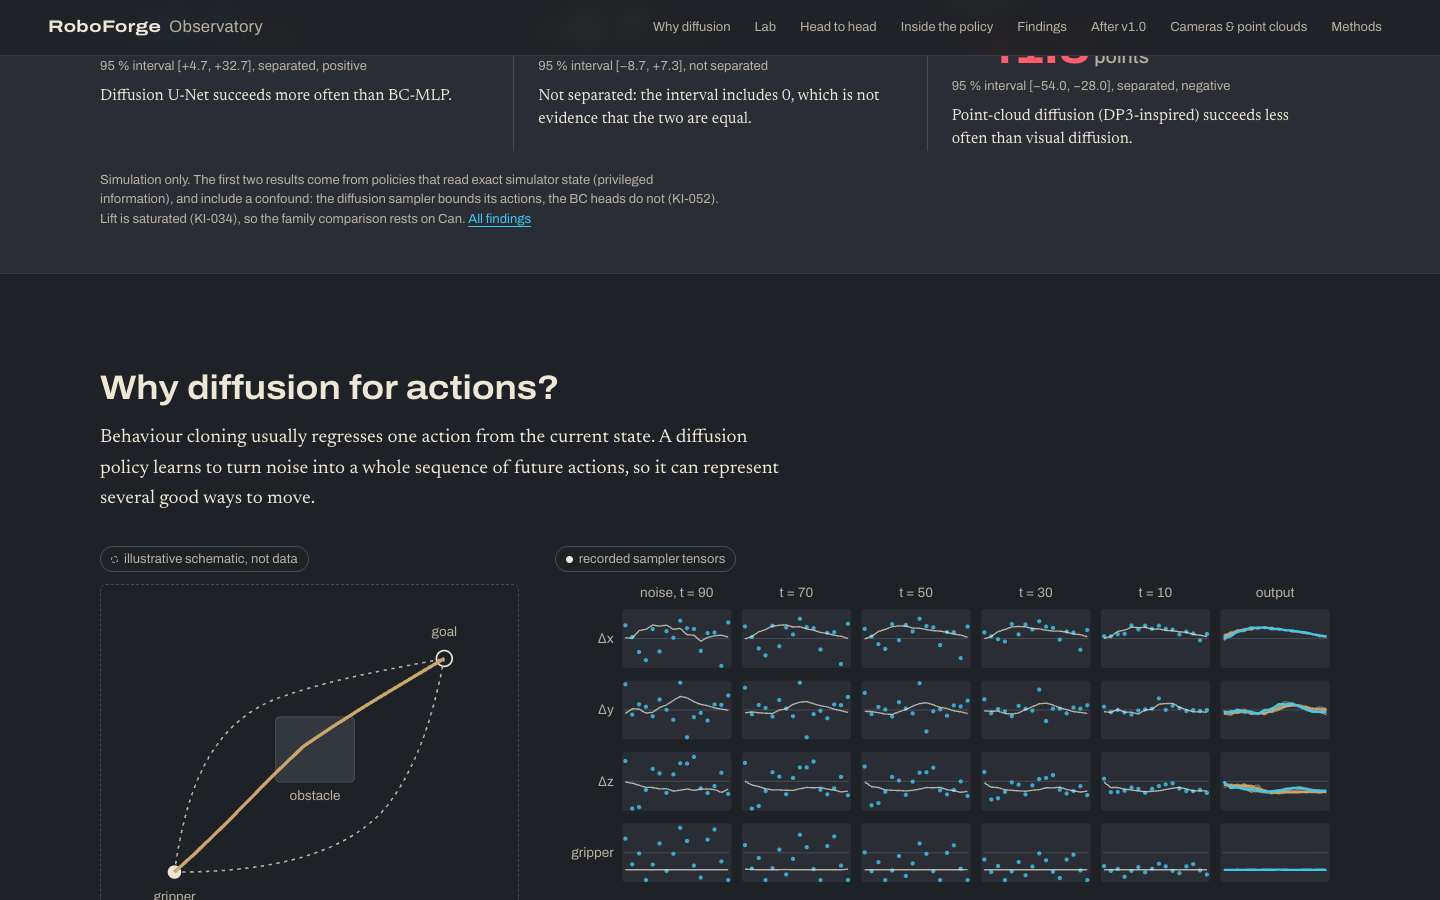 RoboForge Observatory
Why diffusion Lab Head to head Inside the policy Findings After v1.0 Cameras & point clouds Methods
95 % interval [+4.7, +32.7], separated, positive
Diffusion U-Net succeeds more often than BC-MLP.
95 % interval [−8.7, +7.3], not separated
Not separated: the interval includes 0, which is not
evidence that the two are equal.
points
95 % interval [−54.0, −28.0], separated, negative
Point-cloud diffusion (DP3-inspired) succeeds less
often than visual diffusion.
Simulation only. The first two results come from policies that read exact simulator state (privileged
information), and include a confound: the diffusion sampler bounds its actions, the BC heads do not (KI-052).
Lift is saturated (KI-034), so the family comparison rests on Can. All findings
Why diffusion for actions?
Behaviour cloning usually regresses one action from the current state. A diffusion
policy learns to turn noise into a whole sequence of future actions, so it can represent
several good ways to move.
illustrative schematic, not data
goal
obstacle
gripper
recorded sampler tensors
noise, t = 90 t = 70 t = 50 t = 30 t = 10 output
Δx
Δy
Δz
gripper